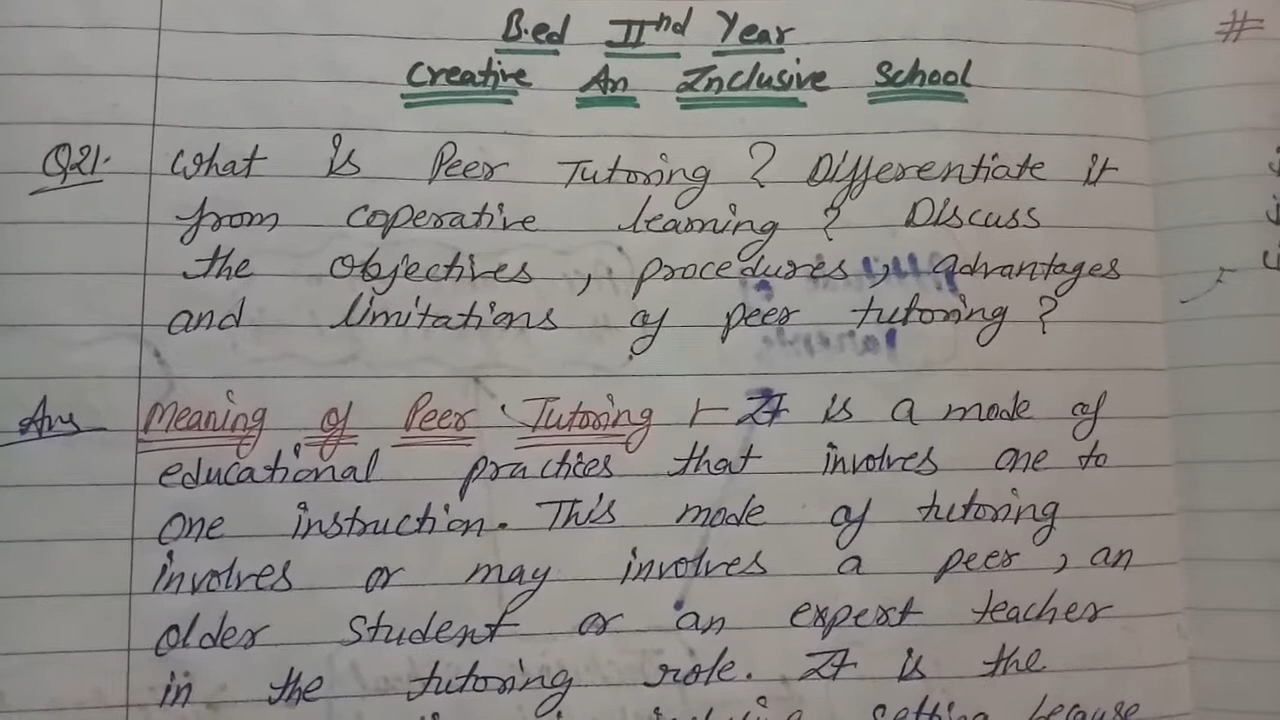 B.ed IInd Year
Creative An Inclusive School
#
Q21. What is Peer Tutoring ? Differentiate it
from coperative learning ? Discuss
the objectives, procedures, advantages
and limitations of peer tutoring ?
Ans Meaning of Peer Tutoring :- It is a mode of
educational practices that involves one to
one instruction. This mode of tutoring
involves or may involves a peer, an
older student or an expert teacher
in the tutoring role. It is the
setting because